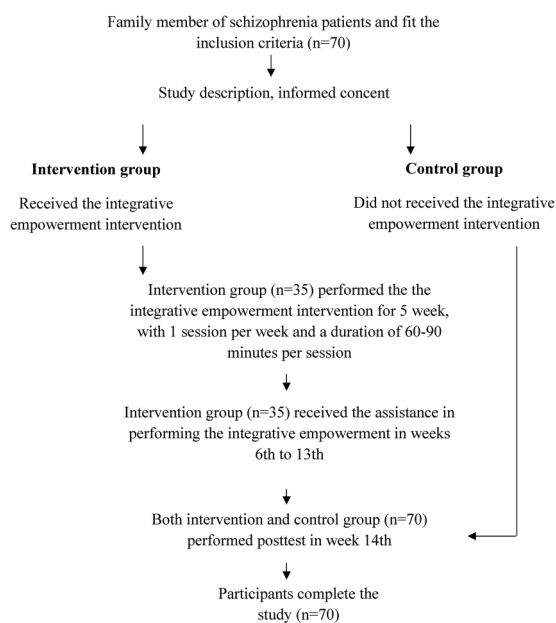 Family member of schizophrenia patients and fit the
inclusion criteria (n=70)
Study description, informed concent
Intervention group
Received the integrative
empowerment intervention
Control group
Did not received the integrative
empowerment intervention
Intervention group (n=35) performed the the
integrative empowerment intervention for 5 week,
with 1 session per week and a duration of 60-90
minutes per session
Intervention group (n=35) received the assistance in
performing the integrative empowerment in weeks
6th to 13th
Both intervention and control group (n=70)
performed posttest in week 14th
Participants complete the
study (n=70)